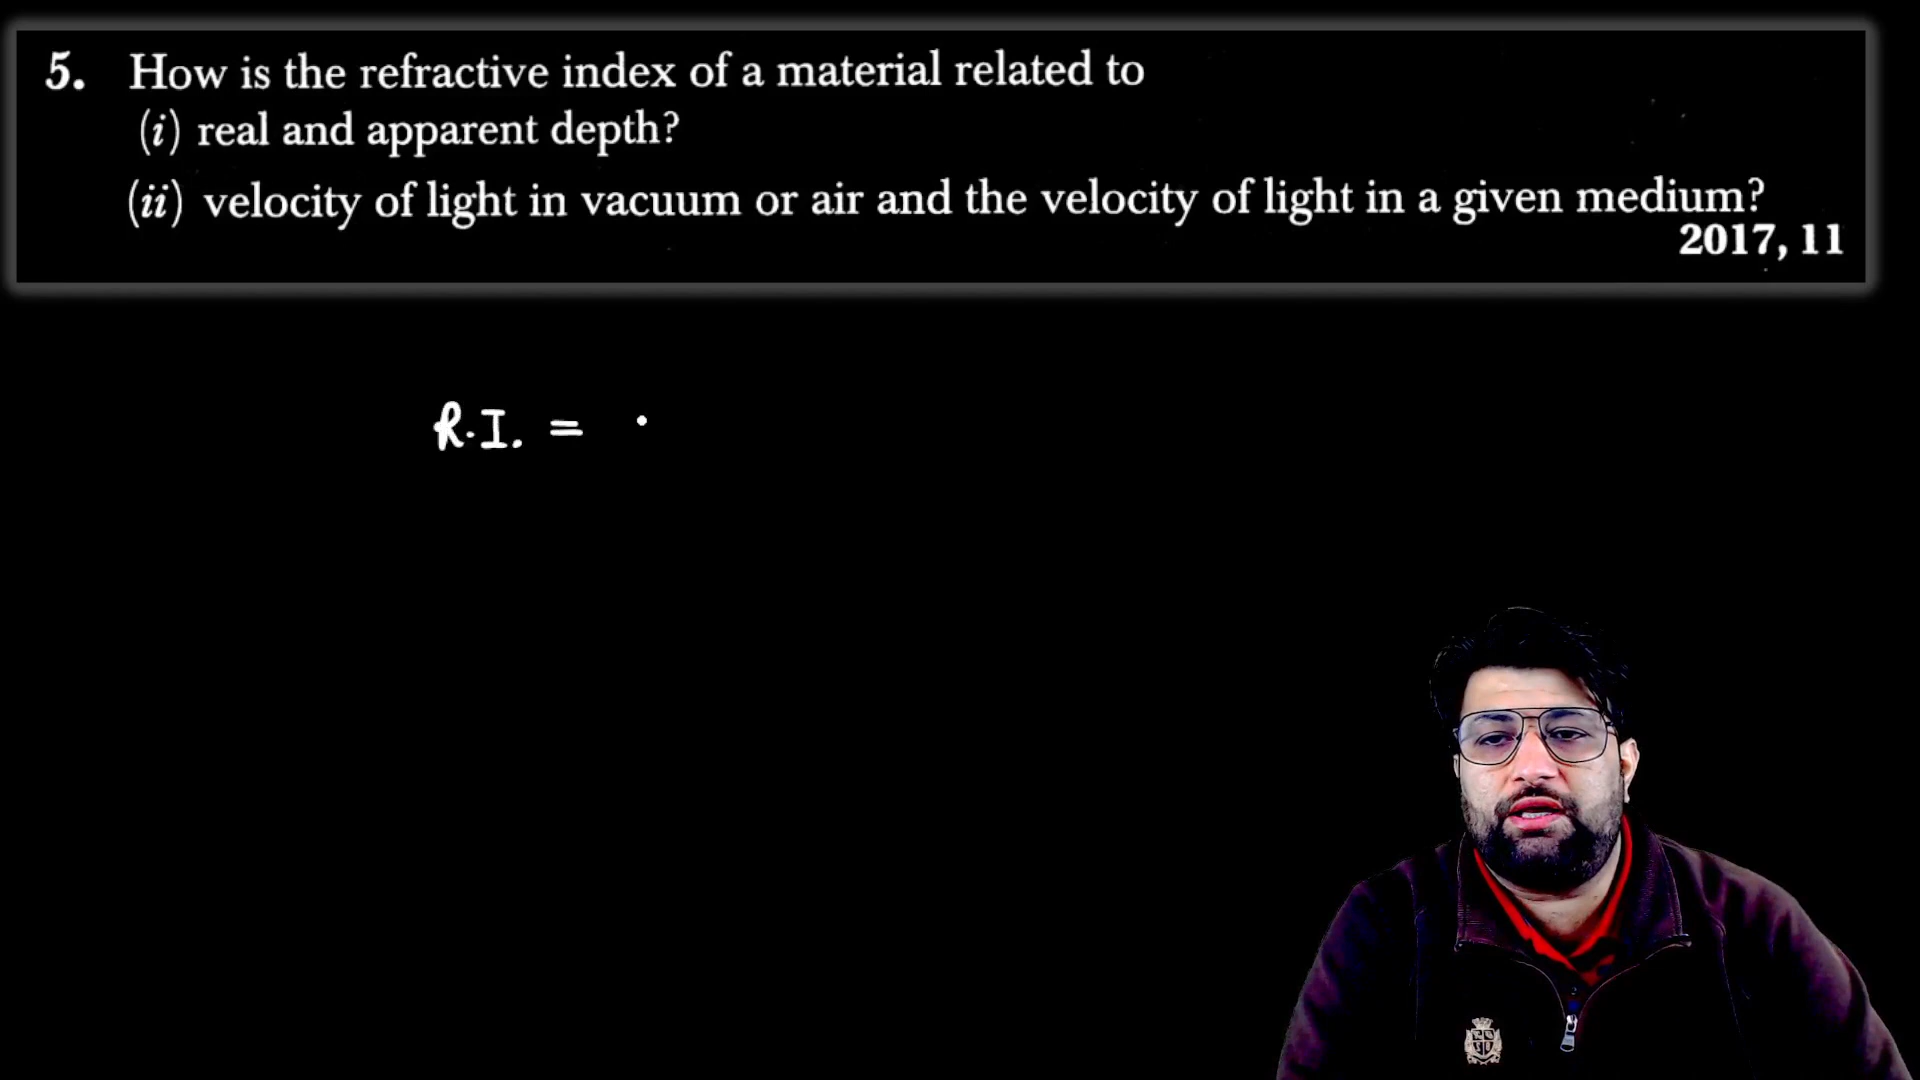 5. How is the refractive index of a material related to
(i) real and apparent depth?
(ii) velocity of light in vacuum or air and the velocity of light in a given medium?
2017, 11
R.I. =